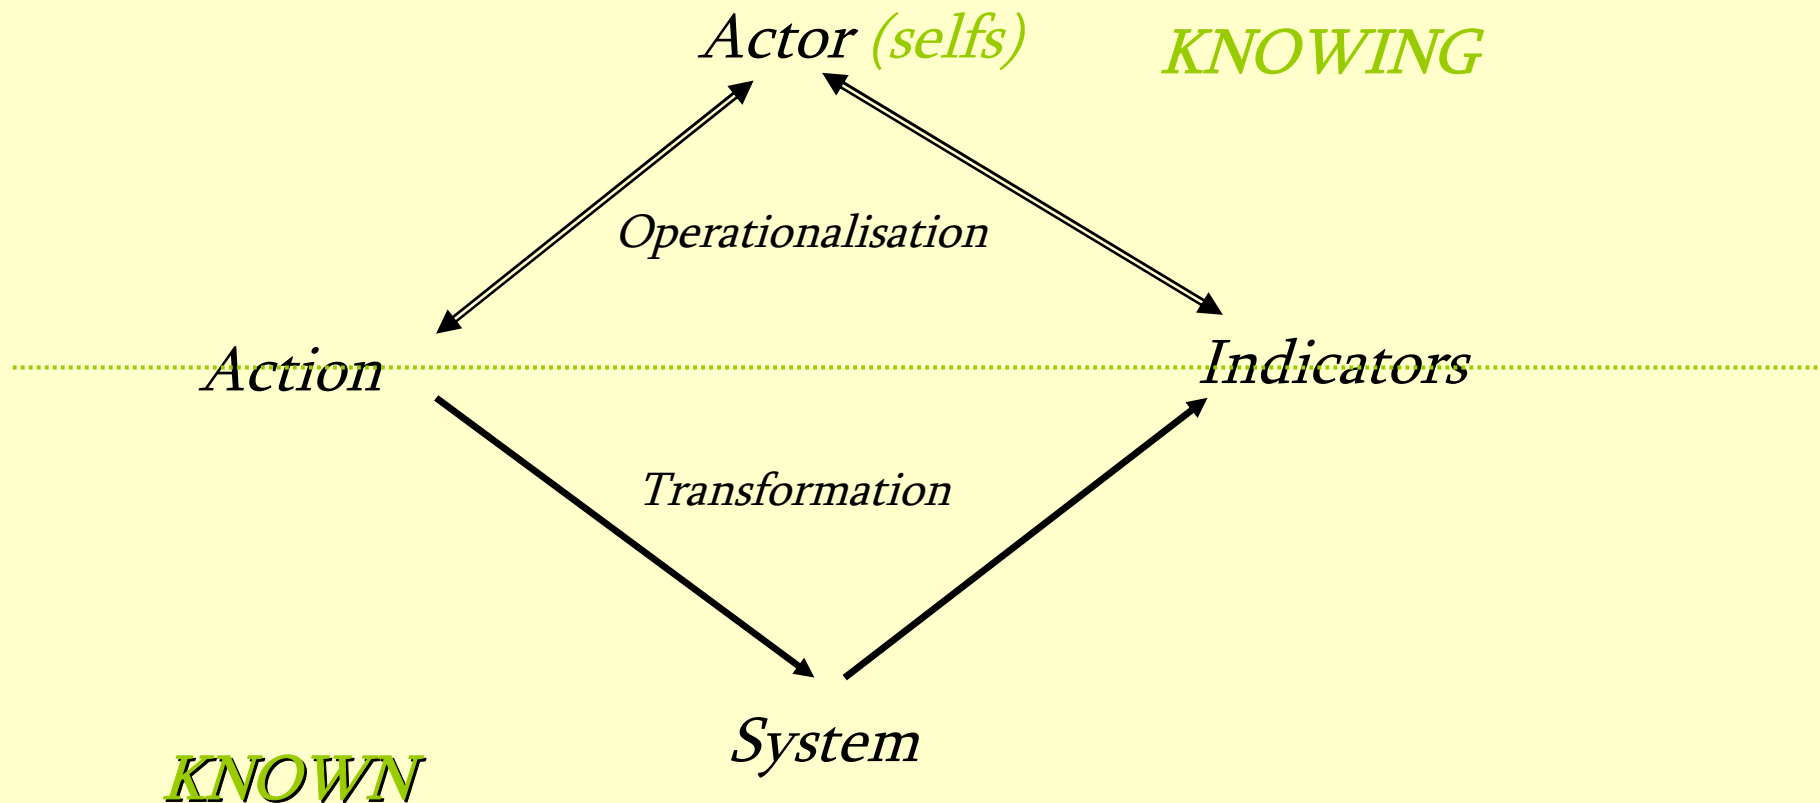 Actor (selfs)
KNOWING
Operationalisation
Action
Indicators
Transformation
System
KNOWN